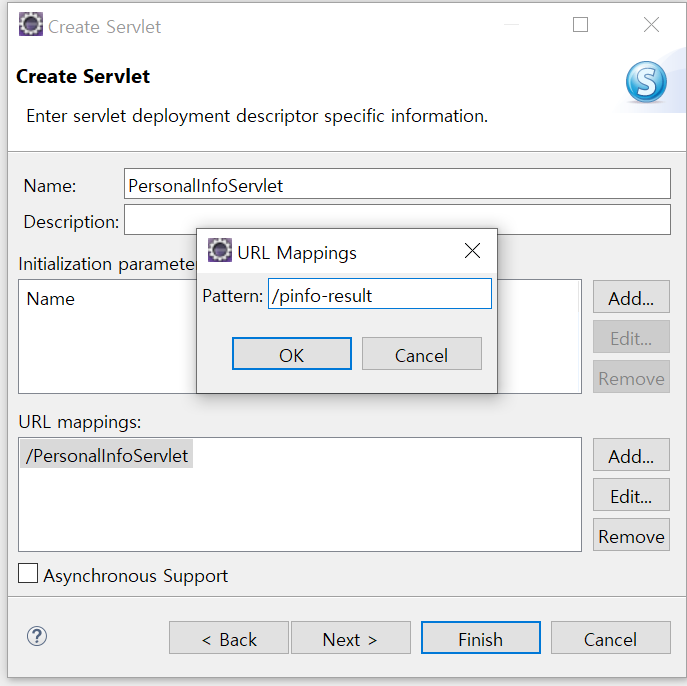 Create Servlet
Create Servlet
Enter servlet deployment descriptor specific information.
Name: PersonalInfoServlet
Description:
URL Mappings
Initialization paramete
Pattern: /pinfo-result
Name
Add...
Edit...
OK Cancel
Remove
URL mappings:
/PersonalInfoServlet
Add...
Edit...
Remove
Asynchronous Support
? < Back Next > Finish Cancel